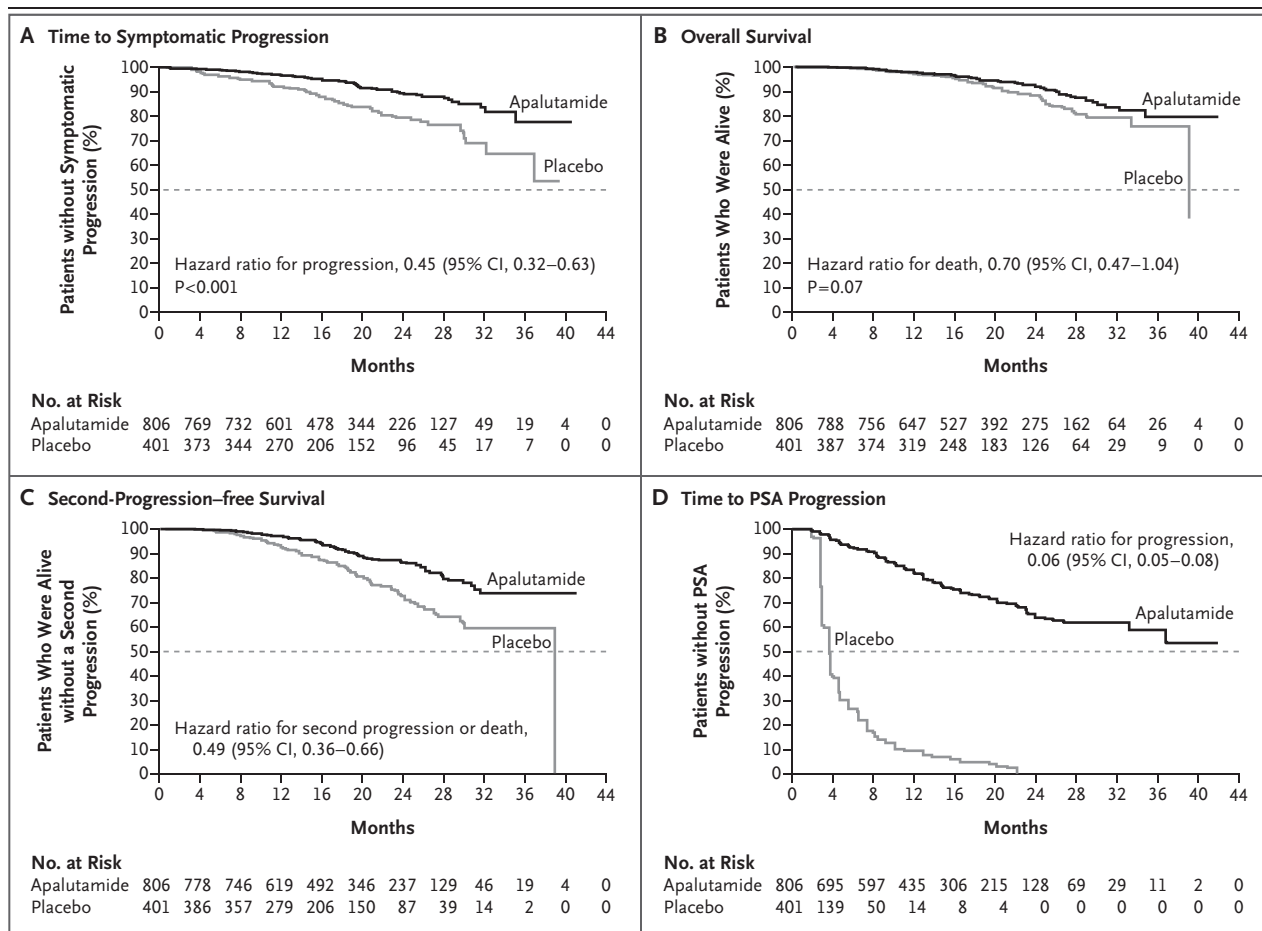 A Time to Symptomatic Progression
Patients without Symptomatic
Progression (%)
100
90
80
70
60
50
40
30
20
10
0
Apalutamide
Placebo
Hazard ratio for progression, 0.45 (95% CI, 0.32–0.63)
P<0.001
0 4 8 12 16 20 24 28 32 36 40 44
Months
No. at Risk
Apalutamide 806 769 732 601 478 344 226 127 49 19 4 0
Placebo 401 373 344 270 206 152 96 45 17 7 0 0
B Overall Survival
Patients Who Were Alive (%)
100
90
80
70
60
50
40
30
20
10
0
Apalutamide
Placebo
Hazard ratio for death, 0.70 (95% CI, 0.47–1.04)
P=0.07
0 4 8 12 16 20 24 28 32 36 40 44
Months
No. at Risk
Apalutamide 806 788 756 647 527 392 275 162 64 26 4 0
Placebo 401 387 374 319 248 183 126 64 29 9 0 0
C Second-Progression–free Survival
Patients Who Were Alive
without a Second
Progression (%)
100
90
80
70
60
50
40
30
20
10
0
Apalutamide
Placebo
Hazard ratio for second progression or death,
0.49 (95% CI, 0.36–0.66)
0 4 8 12 16 20 24 28 32 36 40 44
Months
No. at Risk
Apalutamide 806 778 746 619 492 346 237 129 46 19 4 0
Placebo 401 386 357 279 206 150 87 39 14 2 0 0
D Time to PSA Progression
Patients without PSA
Progression (%)
100
90
80
70
60
50
40
30
20
10
0
Hazard ratio for progression,
0.06 (95% CI, 0.05–0.08)
Apalutamide
Placebo
0 4 8 12 16 20 24 28 32 36 40 44
Months
No. at Risk
Apalutamide 806 695 597 435 306 215 128 69 29 11 2 0
Placebo 401 139 50 14 8 4 0 0 0 0 0 0